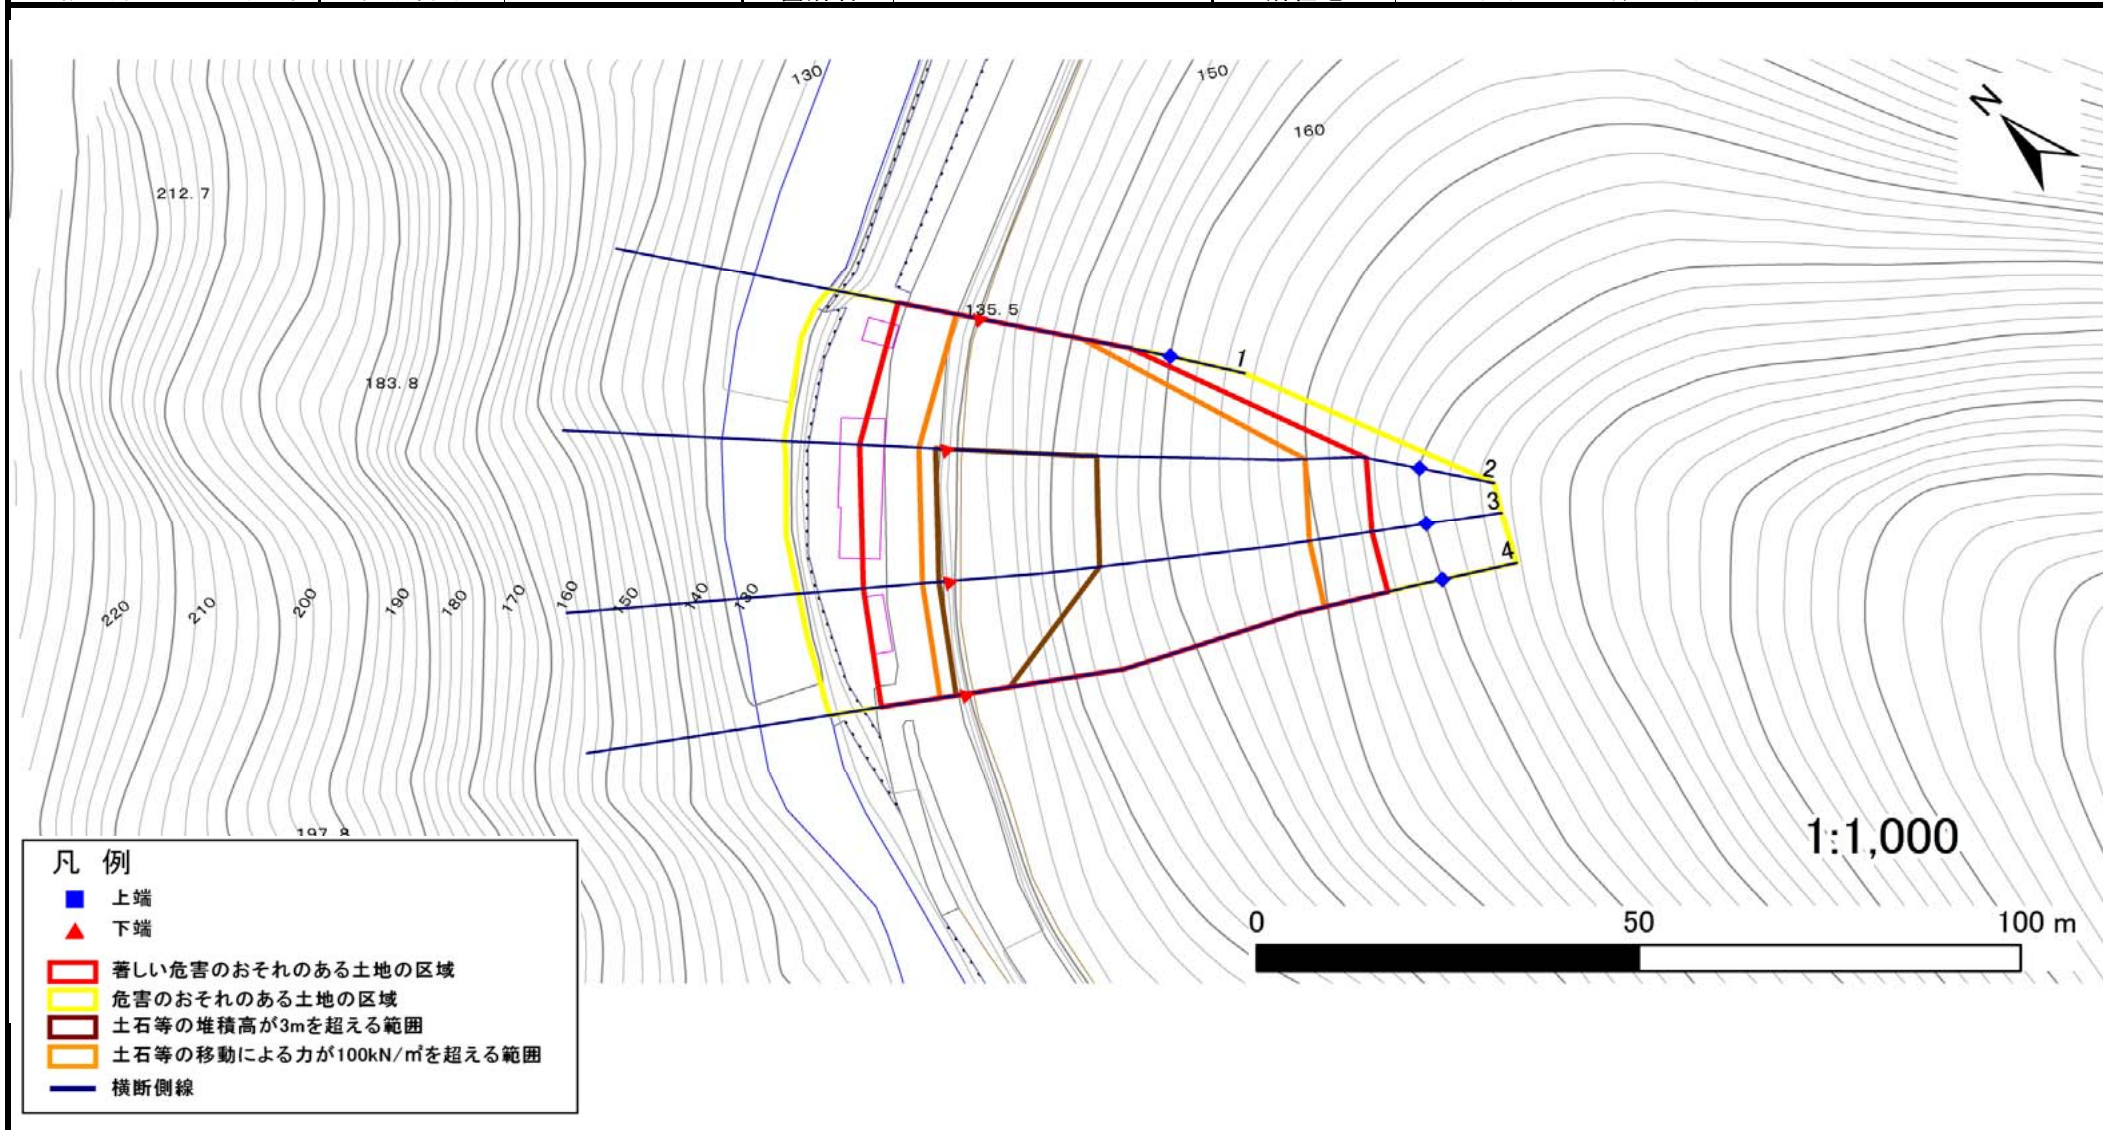 130
150
160
N
212.7
135.5
1
183.8
2
3
4
220
210
200
190
180
170
160
150
140
130
197.8
1:1,000
0 50 100 m
凡 例
上端
下端
著しい危害のおそれのある土地の区域
危害のおそれのある土地の区域
土石等の堆積高が3mを超える範囲
土石等の移動による力が100kN/㎡を超える範囲
横断側線